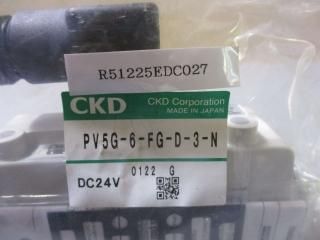 R51225EDC027
CKD
CKD Corporation
MADE IN JAPAN
PV5G-6-FG-D-3-N
0122 G
DC24V